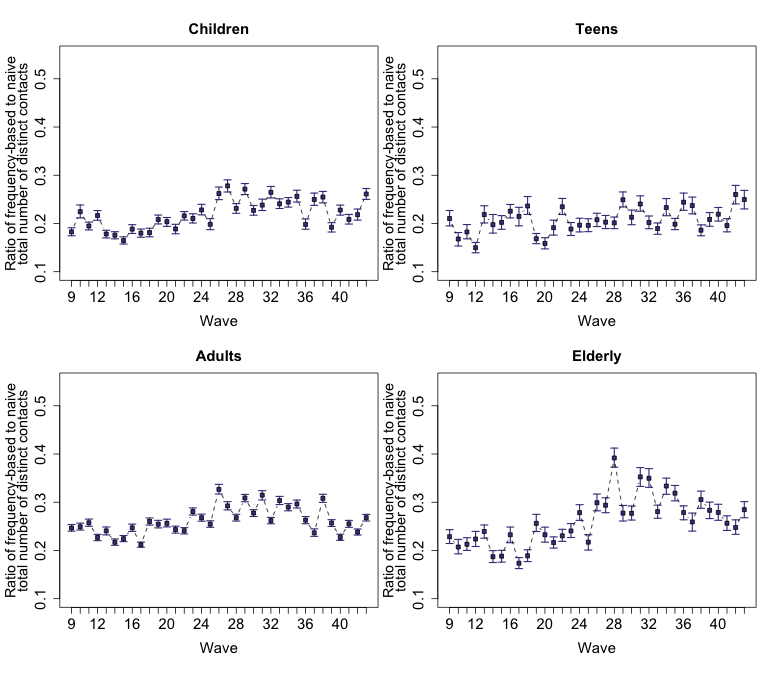 Children
Ratio of frequency-based to naive
total number of distinct contacts
0.5
0.4
0.3
0.2
0.1
9 12 16 20 24 28 32 36 40
Wave
Teens
Ratio of frequency-based to naive
total number of distinct contacts
0.5
0.4
0.3
0.2
0.1
9 12 16 20 24 28 32 36 40
Wave
Adults
Ratio of frequency-based to naive
total number of distinct contacts
0.5
0.4
0.3
0.2
0.1
9 12 16 20 24 28 32 36 40
Wave
Elderly
Ratio of frequency-based to naive
total number of distinct contacts
0.5
0.4
0.3
0.2
0.1
9 12 16 20 24 28 32 36 40
Wave